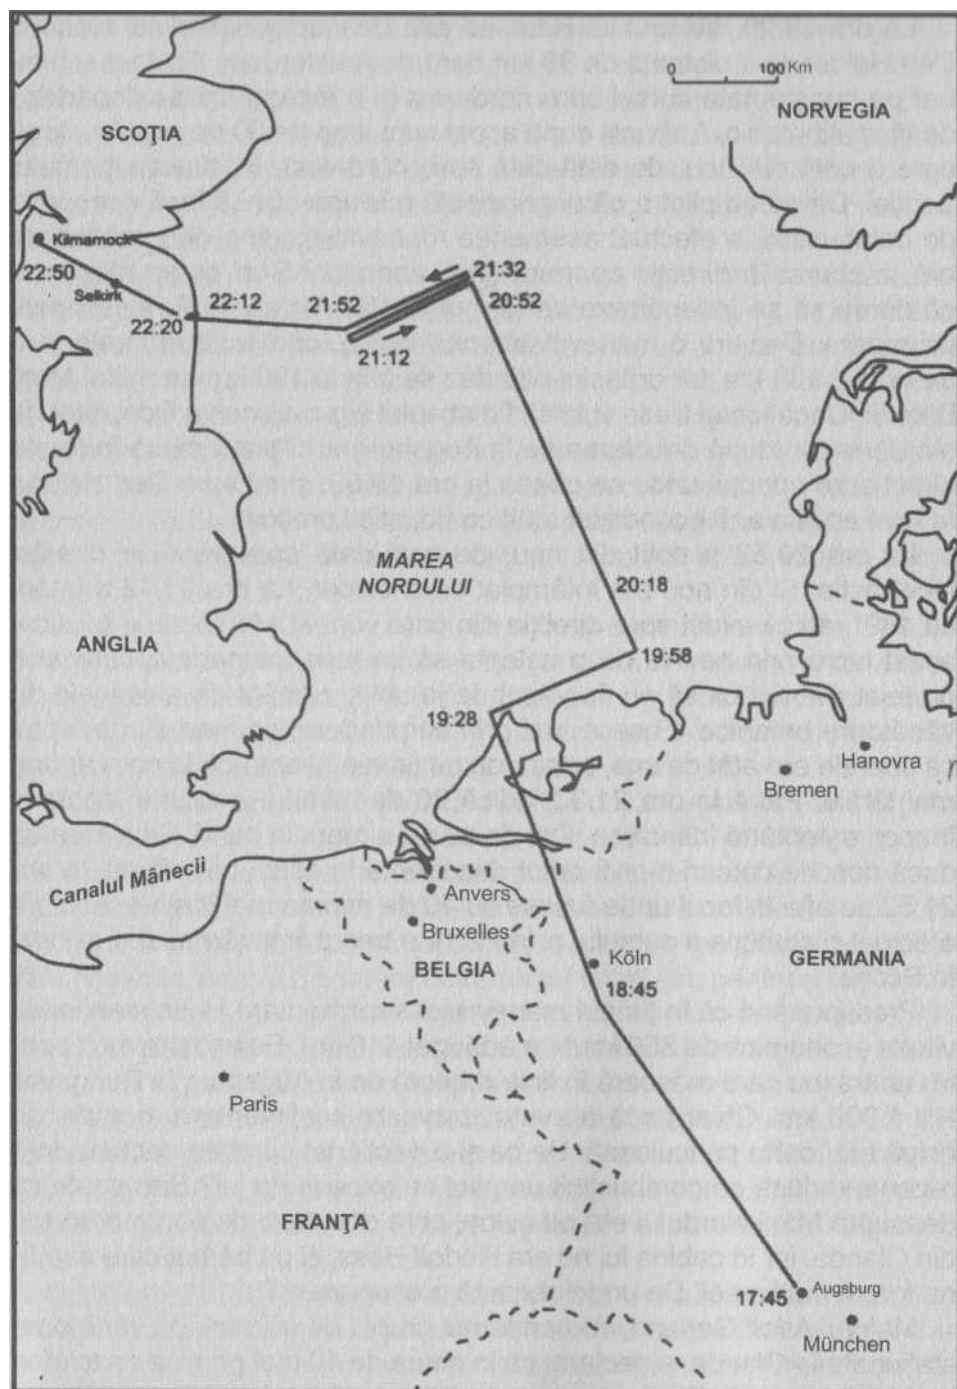 0 100 Km
NORVEGIA
SCOȚIA
Kilmarnock
22:50
Selkirk
22:12
22:20
21:52
21:32
20:52
21:12
MAREA
NORDULUI
20:18
ANGLIA
19:58
19:28
Hanovra
Bremen
Canalul Mânecii
Anvers
Bruxelles
BELGIA
Köln
18:45
GERMANIA
Paris
FRANȚA
17:45
Augsburg
München